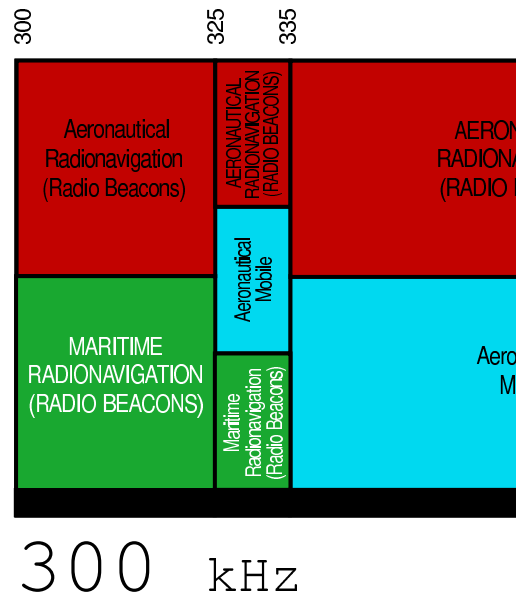 300
325
335
Aeronautical
Radionavigation
(Radio Beacons)
MARITIME
RADIONAVIGATION
(RADIO BEACONS)
AERONAUTICAL
RADIONAVIGATION
(RADIO BEACONS)
Aeronautical
Mobile
Maritime
Radionavigation
(Radio Beacons)
(RADIO
300 kHz